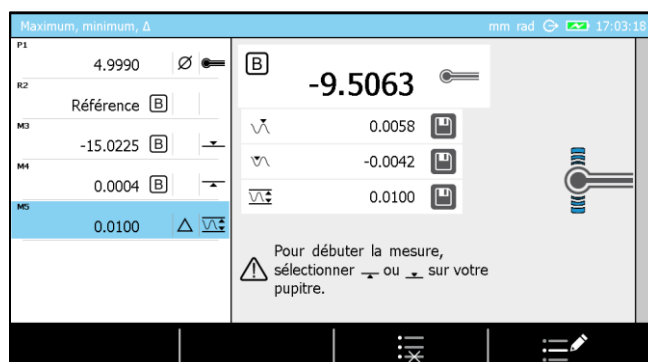 Maximum, minimum, Δ
mm rad 17:03:18
P1
4.9990 Ø
R2
Référence B
M3
-15.0225 B
M4
0.0004 B
M5
0.0100 △
B
-9.5063
0.0058
-0.0042
0.0100
Pour débuter la mesure,
sélectionner ou sur votre
pupitre.